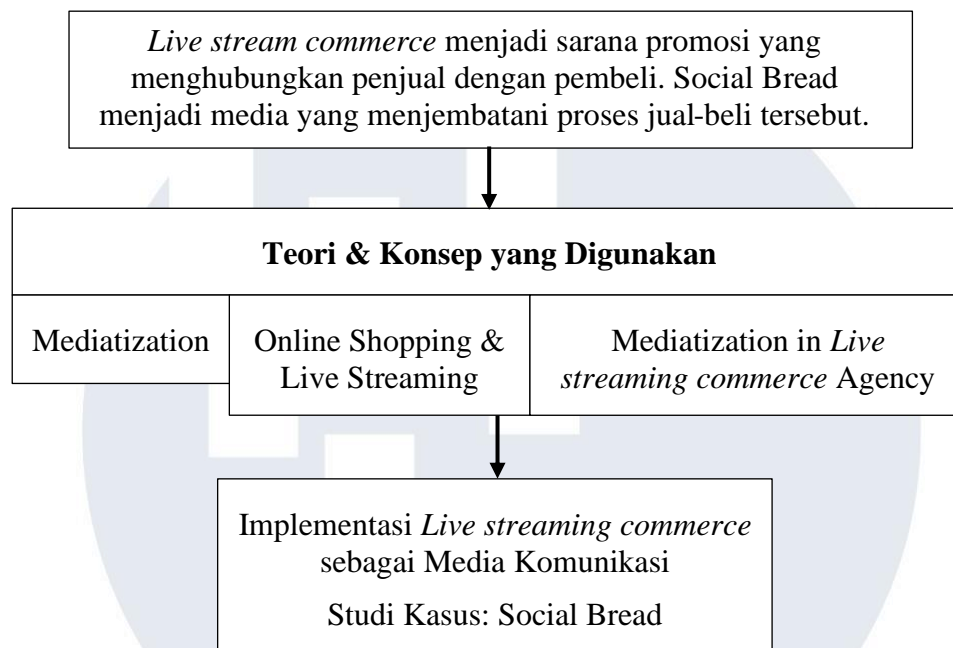 Live stream commerce menjadi sarana promosi yang
menghubungkan penjual dengan pembeli. Social Bread
menjadi media yang menjembatani proses jual-beli tersebut.
Teori & Konsep yang Digunakan
Mediatization
Online Shopping &
Live Streaming
Mediatization in Live
streaming commerce Agency
Implementasi Live streaming commerce
sebagai Media Komunikasi
Studi Kasus: Social Bread